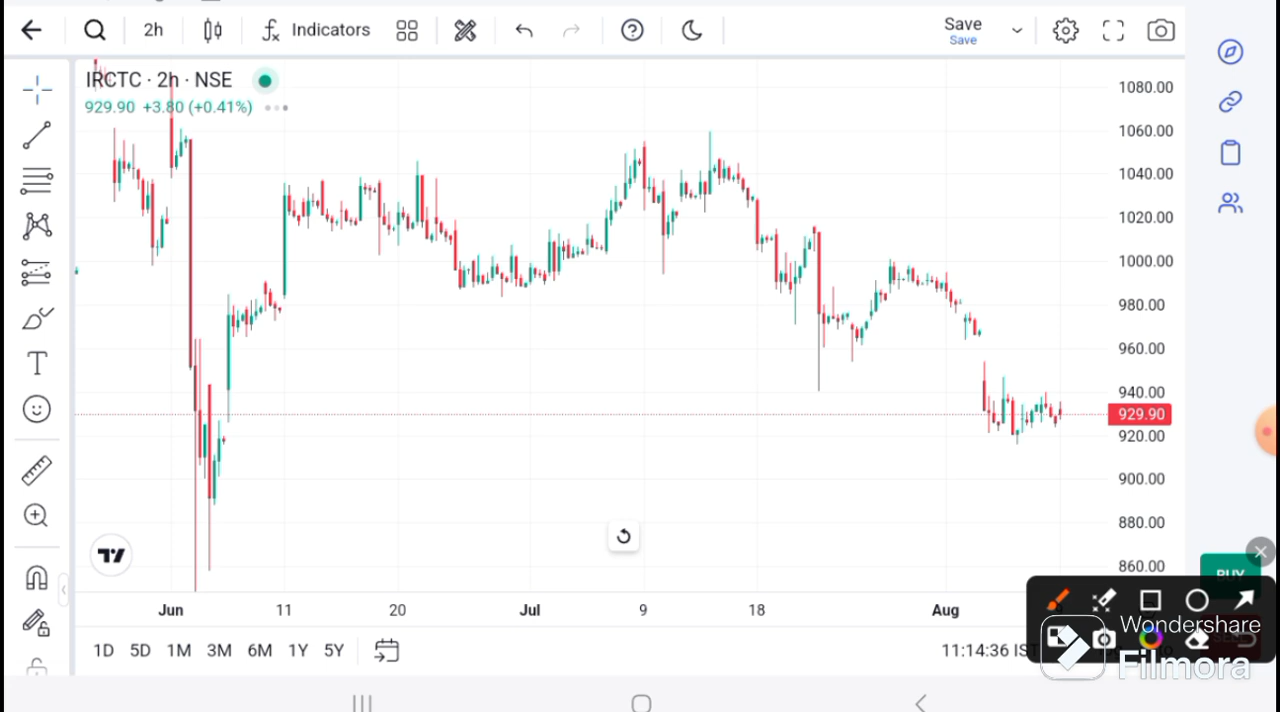 2h
Indicators
Save
Save
IRCTC · 2h · NSE
929.90 +3.80 (+0.41%)
1080.00
1060.00
1040.00
1020.00
1000.00
980.00
960.00
940.00
929.90
920.00
900.00
880.00
860.00
BUY
Jun 11 20 Jul 9 18 Aug
1D 5D 1M 3M 6M 1Y 5Y
11:14:36 IS
Wondershare
Filmora